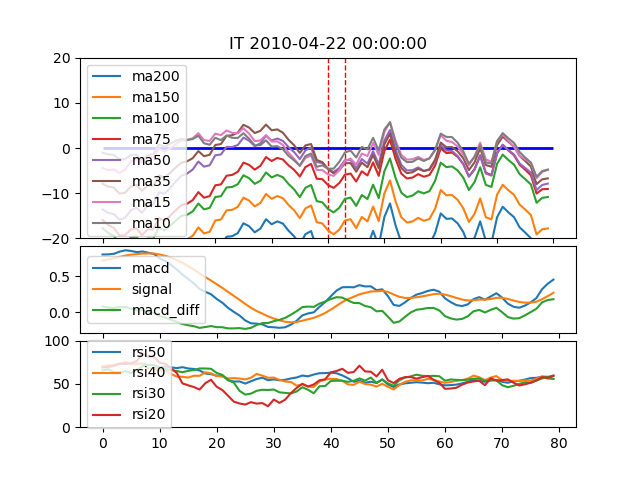 IT 2010-04-22 00:00:00
20
10
0
−10
−20
ma200
ma150
ma100
ma75
ma50
ma35
ma15
ma10
0.5
0.0
macd
signal
macd_diff
100
50
0
rsi50
rsi40
rsi30
rsi20
0 10 20 30 40 50 60 70 80